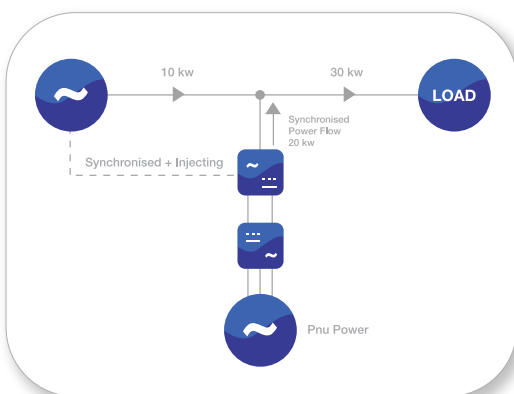 10 kw
30 kw
LOAD
Synchronised
Power Flow
20 kw
Synchronised + Injecting
Pnu Power